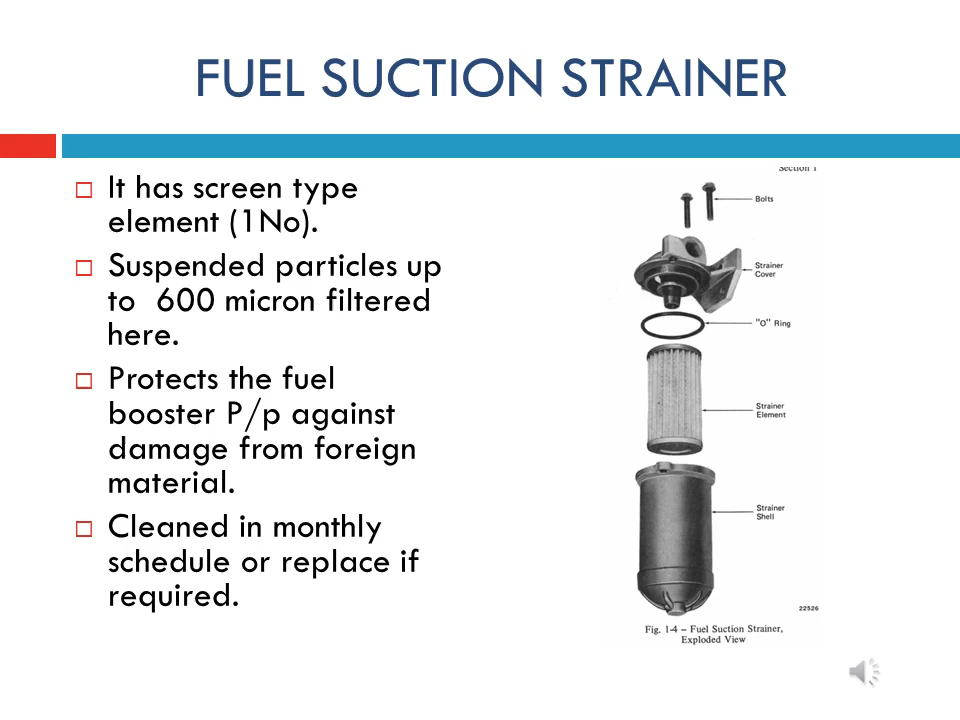 FUEL SUCTION STRAINER
It has screen type
element (1No).
Suspended particles up
to 600 micron filtered
here.
Protects the fuel
booster P/p against
damage from foreign
material.
Cleaned in monthly
schedule or replace if
required.
Section 1
Bolts
Strainer
Cover
"O" Ring
Strainer
Element
Strainer
Shell
22526
Fig. 1-4 – Fuel Suction Strainer,
Exploded View